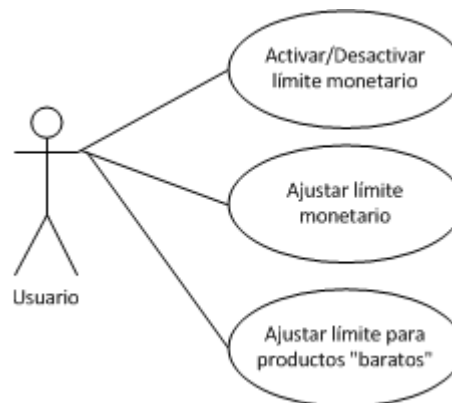 Activar/Desactivar
límite monetario
Ajustar límite
monetario
Usuario
Ajustar límite para
productos "baratos"